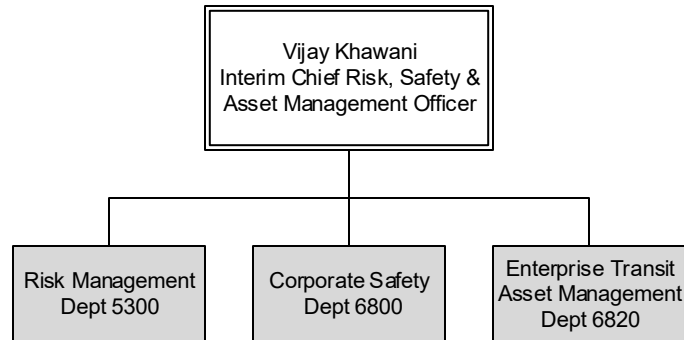 Vijay Khawani
Interim Chief Risk, Safety &
Asset Management Officer
Risk Management
Dept 5300
Corporate Safety
Dept 6800
Enterprise Transit
Asset Management
Dept 6820